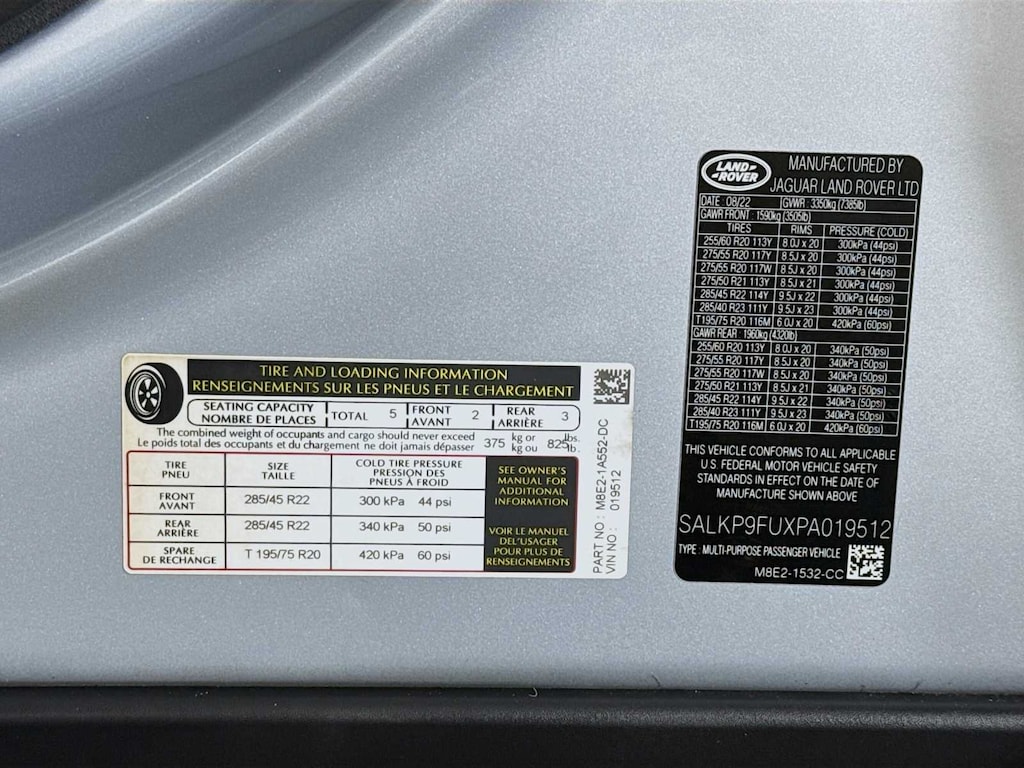 TIRE AND LOADING INFORMATION
RENSEIGNEMENTS SUR LES PNEUS ET LE CHARGEMENT
SEATING CAPACITY
NOMBRE DE PLACES
TOTAL 5 FRONT AVANT 2 REAR ARRIÈRE 3
The combined weight of occupants and cargo should never exceed
Le poids total des occupants et du chargement ne doit jamais dépasser
375 kg or kg ou 825 lbs. lb.
TIRE PNEU SIZE TAILLE COLD TIRE PRESSURE PRESSION DES PNEUS À FROID
FRONT AVANT 285/45 R22 300 kPa 44 psi
REAR ARRIÈRE 285/45 R22 340 kPa 50 psi
SPARE DE RECHANGE T 195/75 R20 420 kPa 60 psi
SEE OWNER'S
MANUAL FOR
ADDITIONAL
INFORMATION
VOIR LE MANUEL
DEL'USAGER
POUR PLUS DE
RENSEIGNEMENTS
PART NO : M8E2-1A552-DC
VIN NO : 019512
LAND-
-ROVER
MANUFACTURED BY
JAGUAR LAND ROVER LTD
DATE : 08/22 GVWR : 3350kg (7385lb)
GAWR FRONT : 1590kg (3505lb)
TIRES RIMS PRESSURE (COLD)
255/60 R20 113Y 8.0J x 20 300kPa (44psi)
275/55 R20 117Y 8.5J x 20 300kPa (44psi)
275/55 R20 117W 8.5J x 20 300kPa (44psi)
275/50 R21 113Y 8.5J x 21 300kPa (44psi)
285/45 R22 114Y 9.5J x 22 300kPa (44psi)
285/40 R23 111Y 9.5J x 23 300kPa (44psi)
T195/75 R20 116M 6.0J x 20 420kPa (60psi)
GAWR REAR : 1960kg (4320lb)
255/60 R20 113Y 8.0J x 20 340kPa (50psi)
275/55 R20 117Y 8.5J x 20 340kPa (50psi)
275/55 R20 117W 8.5J x 20 340kPa (50psi)
275/50 R21 113Y 8.5J x 21 340kPa (50psi)
285/45 R22 114Y 9.5J x 22 340kPa (50psi)
285/40 R23 111Y 9.5J x 23 340kPa (50psi)
T195/75 R20 116M 6.0J x 20 420kPa (60psi)
THIS VEHICLE CONFORMS TO ALL APPLICABLE
U.S. FEDERAL MOTOR VEHICLE SAFETY
STANDARDS IN EFFECT ON THE DATE OF
MANUFACTURE SHOWN ABOVE
SALKP9FUXPA019512
TYPE : MULTI-PURPOSE PASSENGER VEHICLE
M8E2-1532-CC